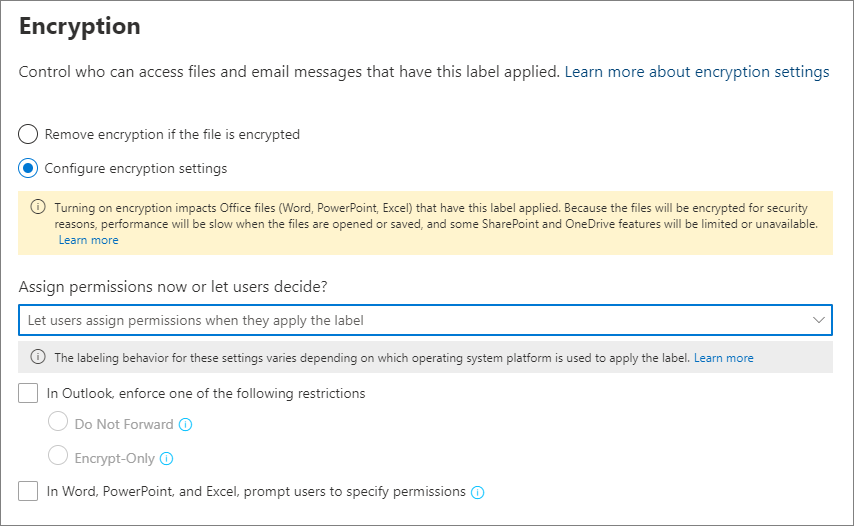 Encryption
Control who can access files and email messages that have this label applied. Learn more about encryption settings
Remove encryption if the file is encrypted
Configure encryption settings
Turning on encryption impacts Office files (Word, PowerPoint, Excel) that have this label applied. Because the files will be encrypted for security
reasons, performance will be slow when the files are opened or saved, and some SharePoint and OneDrive features will be limited or unavailable.
Learn more
Assign permissions now or let users decide?
Let users assign permissions when they apply the label
The labeling behavior for these settings varies depending on which operating system platform is used to apply the label. Learn more
In Outlook, enforce one of the following restrictions
Do Not Forward
Encrypt-Only
In Word, PowerPoint, and Excel, prompt users to specify permissions